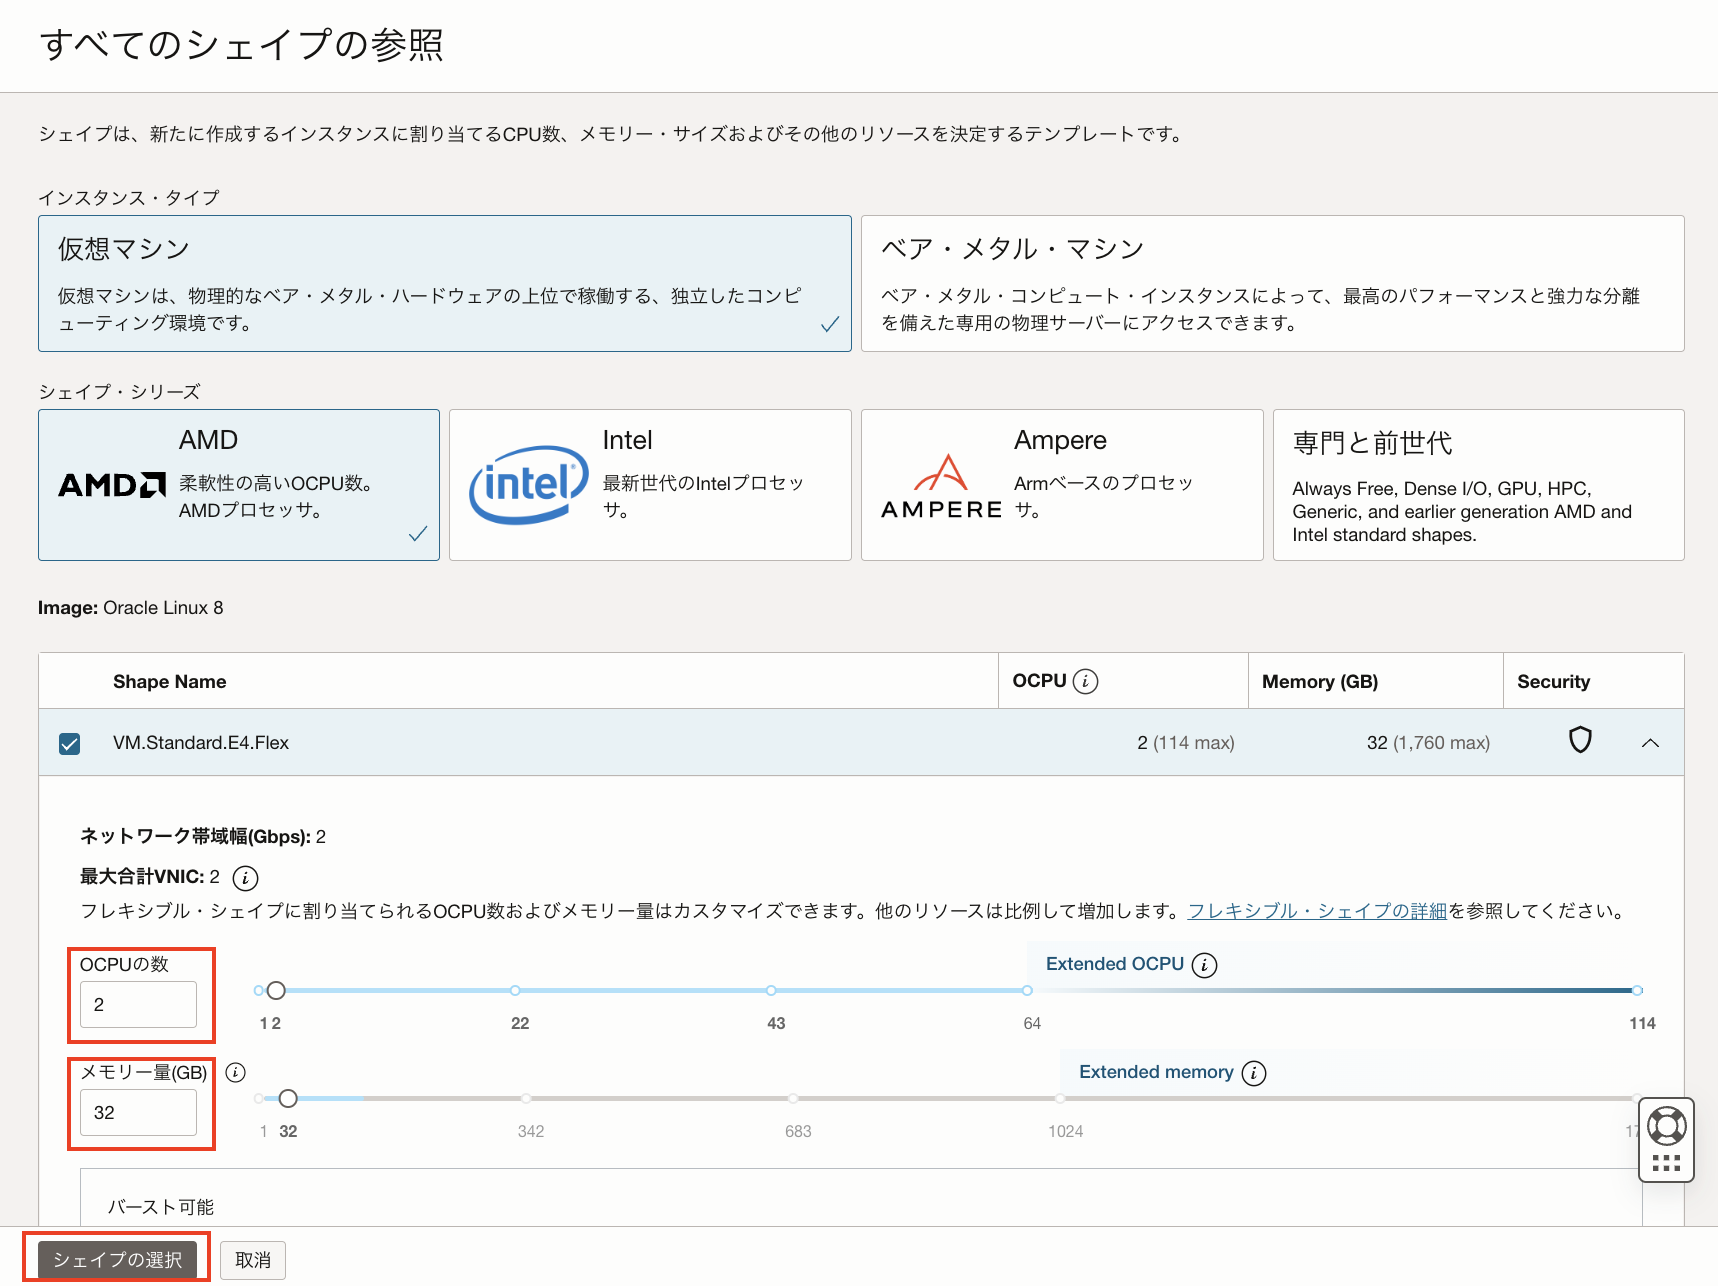 すべてのシェイプの参照
シェイプは、新たに作成するインスタンスに割り当てるCPU数、メモリー・サイズおよびその他のリソースを決定するテンプレートです。
インスタンス・タイプ
仮想マシン
仮想マシンは、物理的なベア・メタル・ハードウェアの上位で稼働する、独立したコンピ
ューティング環境です。
ベア・メタル・マシン
ベア・メタル・コンピュート・インスタンスによって、最高のパフォーマンスと強力な分離
を備えた専用の物理サーバーにアクセスできます。
シェイプ・シリーズ
AMD
AMD
柔軟性の高いOCPU数。
AMDプロセッサ。
intel
Intel
最新世代のIntelプロセッ
サ。
AMPERE
Ampere
Armベースのプロセッ
サ。
専門と前世代
Always Free, Dense I/O, GPU, HPC,
Generic, and earlier generation AMD and
Intel standard shapes.
Image: Oracle Linux 8
Shape Name OCPU Memory (GB) Security
VM.Standard.E4.Flex 2 (114 max) 32 (1,760 max)
ネットワーク帯域幅(Gbps): 2
最大合計VNIC: 2
フレキシブル・シェイプに割り当てられるOCPU数およびメモリー量はカスタマイズできます。他のリソースは比例して増加します。フレキシブル・シェイプの詳細を参照してください。
OCPUの数
2
Extended OCPU
1 2 22 43 64 114
メモリー量(GB)
32
Extended memory
1 32 342 683 1024
バースト可能
シェイプの選択 取消